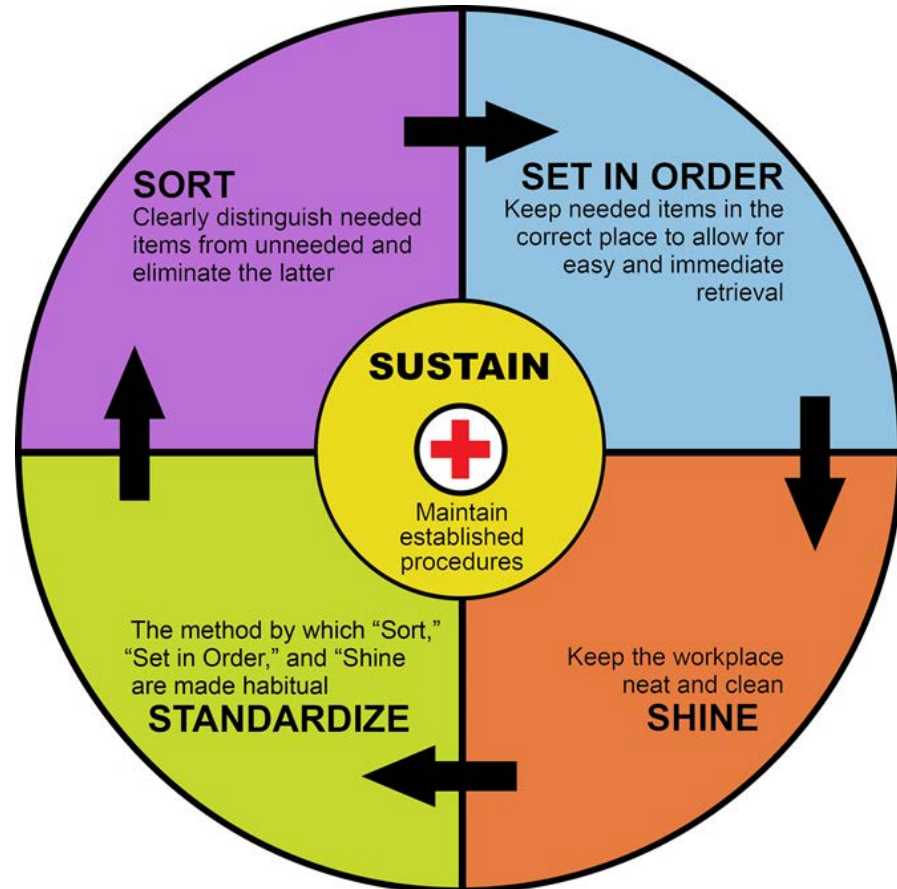 SORT
Clearly distinguish needed
items from unneeded and
eliminate the latter
SET IN ORDER
Keep needed items in the
correct place to allow for
easy and immediate
retrieval
SUSTAIN
Maintain
established
procedures
The method by which “Sort,”
“Set in Order,” and “Shine
are made habitual
STANDARDIZE
Keep the workplace
neat and clean
SHINE